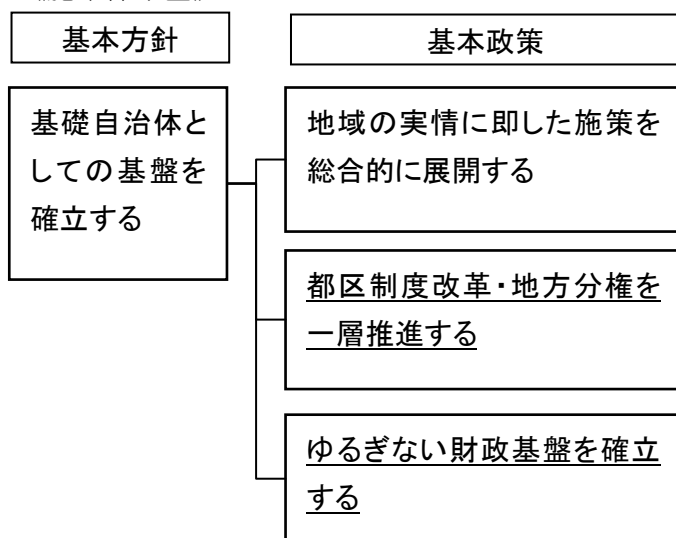 基本方針
基本政策
基礎自治体と
しての基盤を
確立する
地域の実情に即した施策を
総合的に展開する
都区制度改革・地方分権を
一層推進する
ゆるぎない財政基盤を確立
する